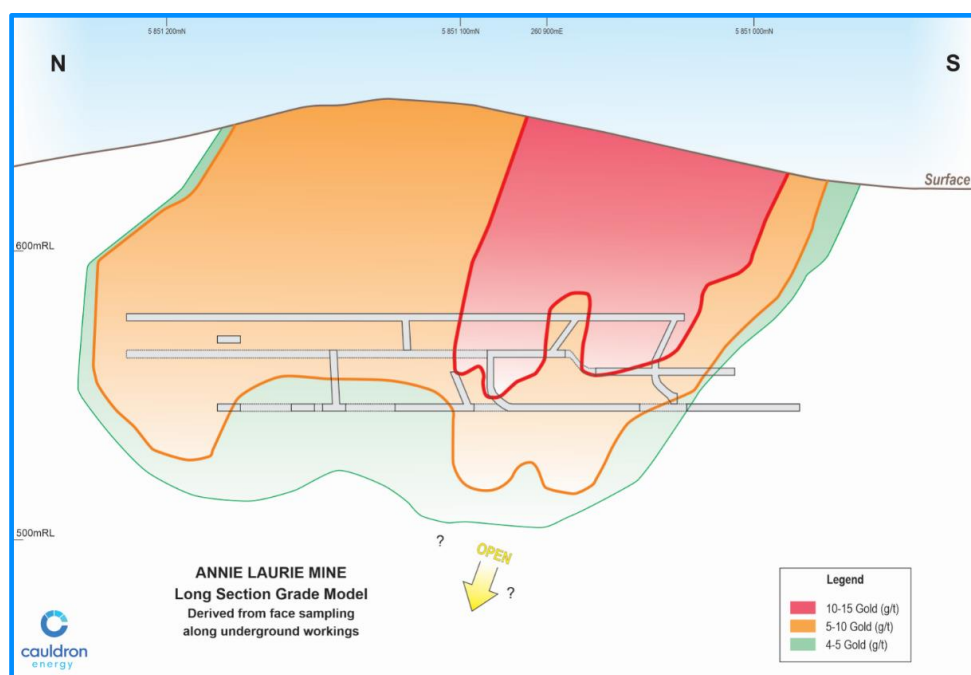 5 851 200mN
5 851 100mN
260 900mE
5 851 000mN
N
S
Surface
600mRL
500mRL
?
OPEN
?
ANNIE LAURIE MINE
Long Section Grade Model
Derived from face sampling
along underground workings
cauldron
energy
Legend
10-15 Gold (g/t)
5-10 Gold (g/t)
4-5 Gold (g/t)